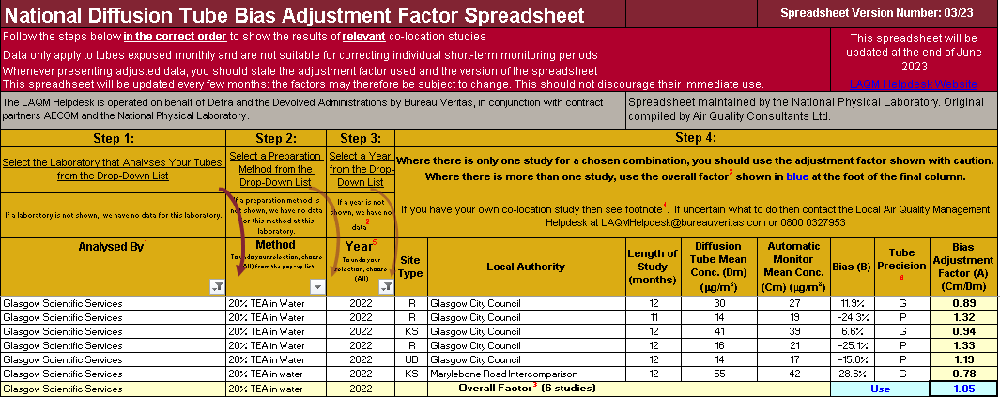 National Diffusion Tube Bias Adjustment Factor Spreadsheet
Spreadsheet Version Number: 03/23
Follow the steps below in the correct order to show the results of relevant co-location studies
Data only apply to tubes exposed monthly and are not suitable for correcting individual short-term monitoring periods
Whenever presenting adjusted data, you should state the adjustment factor used and the version of the spreadsheet
This spreadhseet will be updated every few months: the factors may therefore be subject to change. This should not discourage their immediate use.
This spreadsheet will be
updated at the end of June
2023
LAQM Helpdesk Website
The LAQM Helpdesk is operated on behalf of Defra and the Devolved Administrations by Bureau Veritas, in conjunction with contract
partners AECOM and the National Physical Laboratory.
Spreadsheet maintained by the National Physical Laboratory. Original
compiled by Air Quality Consultants Ltd.
Step 1:
Step 2:
Step 3:
Step 4:
Select the Laboratory that Analyses Your Tubes
from the Drop-Down List
Select a Preparation
Method from the
Drop-Down List
Select a Year
from the Drop-
Down List
Where there is only one study for a chosen combination, you should use the adjustment factor shown with caution.
Where there is more than one study, use the overall factor3 shown in blue at the foot of the final column.
If a laboratory is not shown, we have no data for this laboratory.
If a preparation method is
not shown, we have no data
for this method at this
laboratory.
If a year is not
shown, we have no
data2
If you have your own co-location study then see footnote4. If uncertain what to do then contact the Local Air Quality Management
Helpdesk at LAQMHelpdesk@bureauveritas.com or 0800 0327953
Analysed By1
Method
To undo your selection, choose
(All) from the pop-up list
Year5
To undo your
selection, choose
(All)
Site
Type
Local Authority
Length of
Study
(months)
Diffusion
Tube Mean
Conc. (Dm)
(µg/m3)
Automatic
Monitor
Mean Conc.
(Cm) (µg/m3)
Bias (B)
Tube
Precision
6
Bias
Adjustment
Factor (A)
(Cm/Dm)
Glasgow Scientific Services 20% TEA in Water 2022 R Glasgow City Council 12 30 27 11.9% G 0.89
Glasgow Scientific Services 20% TEA in Water 2022 R Glasgow City Council 11 14 19 -24.3% P 1.32
Glasgow Scientific Services 20% TEA in Water 2022 KS Glasgow City Council 12 41 39 6.6% G 0.94
Glasgow Scientific Services 20% TEA in Water 2022 R Glasgow City Council 12 16 21 -25.1% P 1.33
Glasgow Scientific Services 20% TEA in Water 2022 UB Glasgow City Council 12 14 17 -15.8% P 1.19
Glasgow Scientific Services 20% TEA in water 2022 KS Marylebone Road Intercomparison 12 55 42 28.6% G 0.78
Glasgow Scientific Services 20% TEA in water 2022 Overall Factor3 (6 studies) Use 1.05